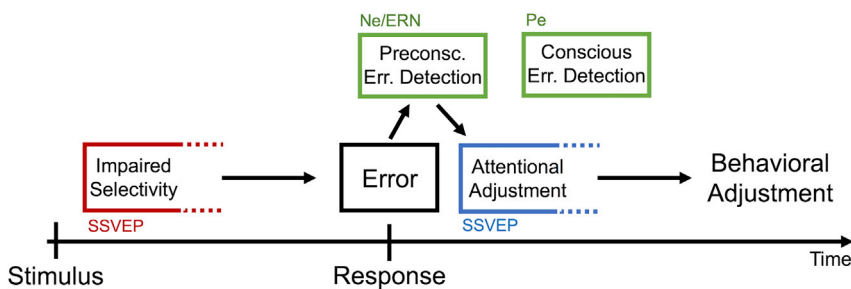 Ne/ERN
Pe
Preconsc.
Err. Detection
Conscious
Err. Detection
Impaired
Selectivity
Error
Attentional
Adjustment
Behavioral
Adjustment
SSVEP
SSVEP
Time
Stimulus
Response